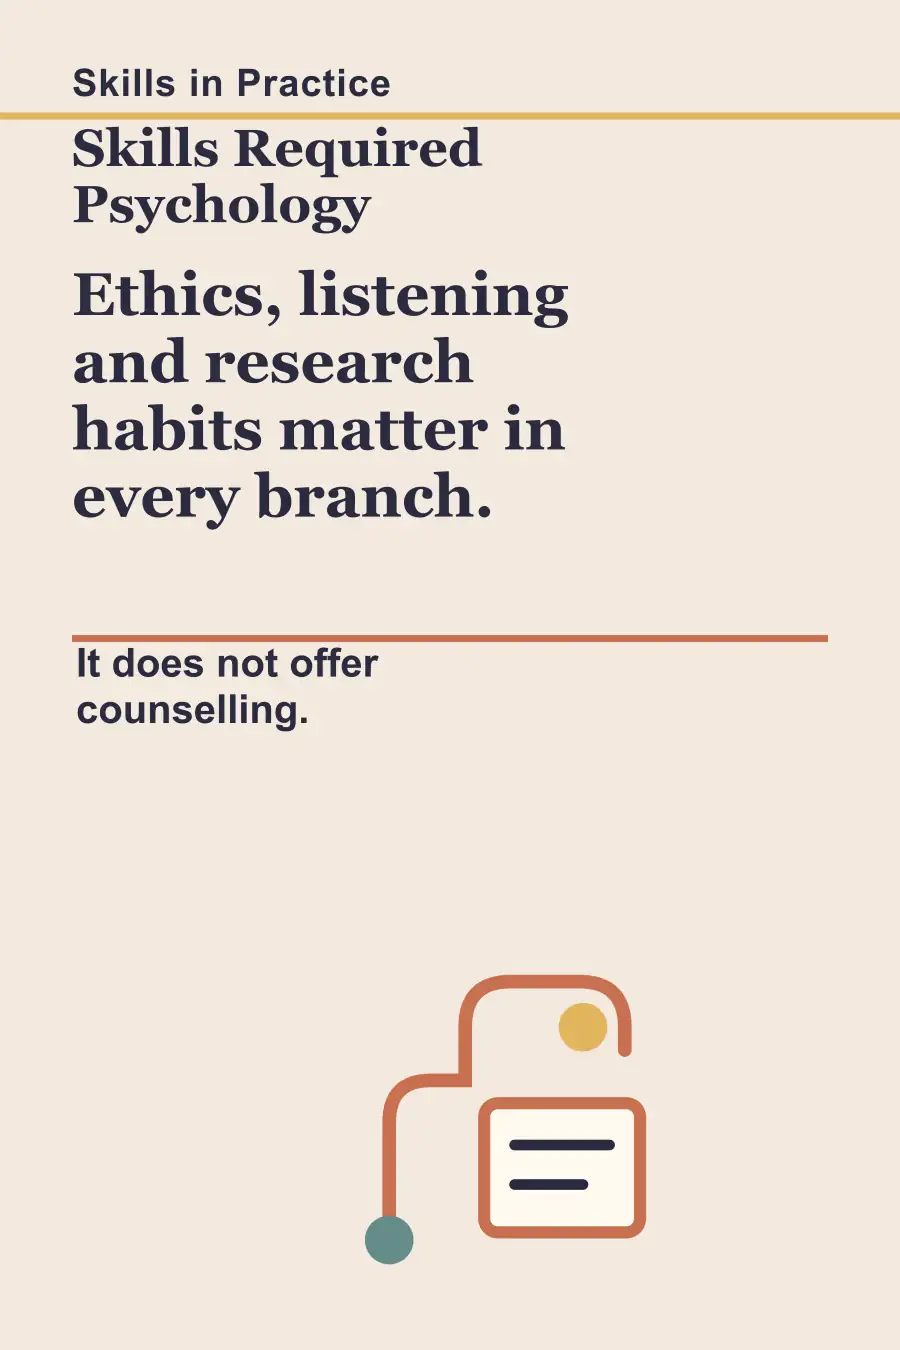 Skills in Practice
Skills Required
Psychology
Ethics, listening
and research
habits matter in
every branch.
It does not offer
counselling.